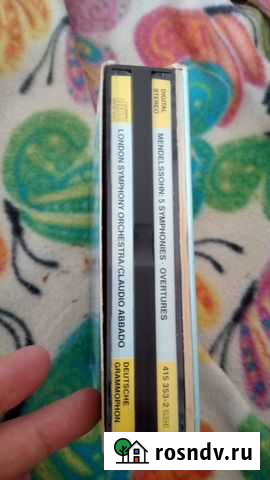 DIGITAL
STEREO
MENDELSSOHN: 5 SYMPHONIES · OVERTURES
415 353-2
LONDON SYMPHONY ORCHESTRA/CLAUDIO ABBADO
DEUTSCHE
GRAMMOPHON
rosndv.ru